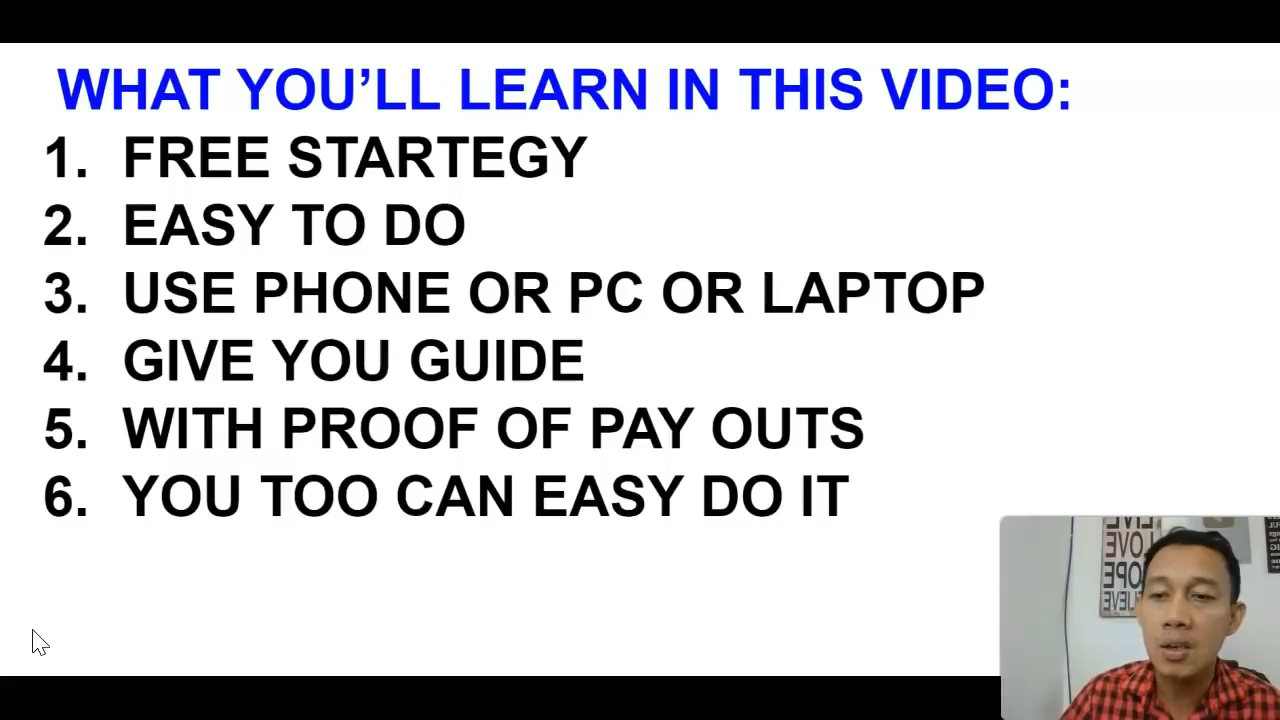 WHAT YOU'LL LEARN IN THIS VIDEO:
1. FREE STARTEGY
2. EASY TO DO
3. USE PHONE OR PC OR LAPTOP
4. GIVE YOU GUIDE
5. WITH PROOF OF PAY OUTS
6. YOU TOO CAN EASY DO IT
LIVE
LOVE